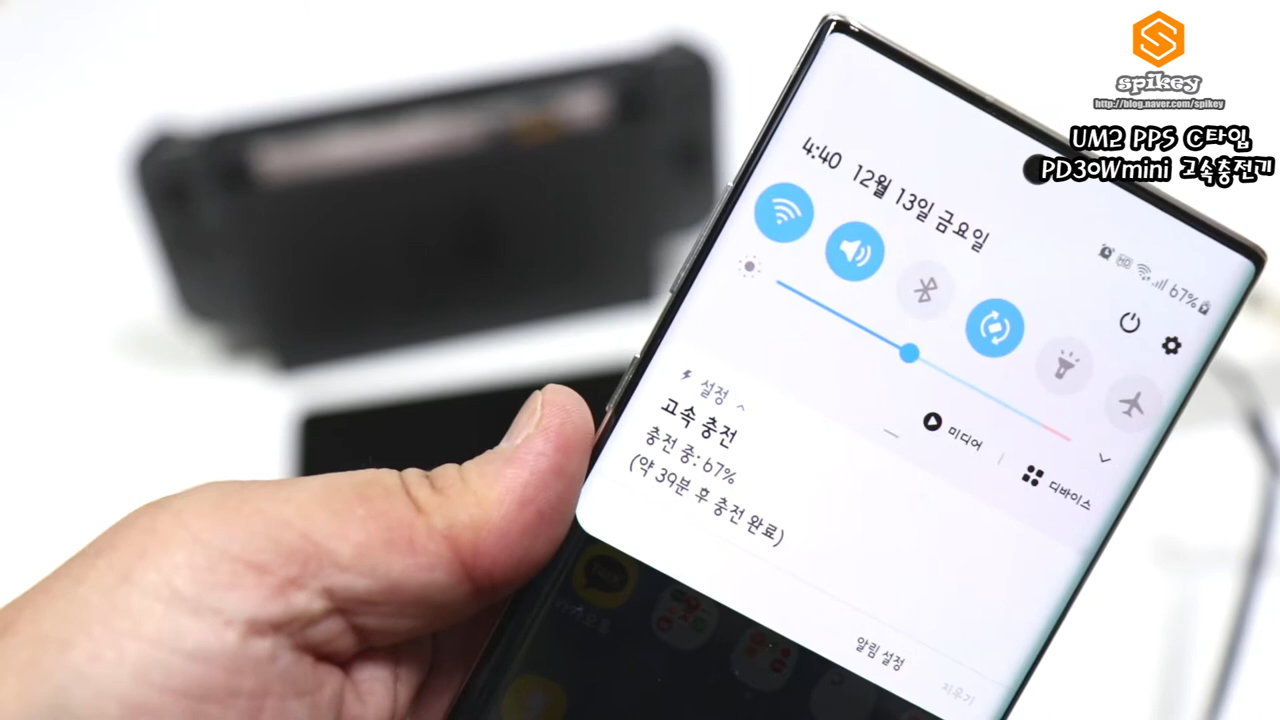 spikey
http://blog.naver.com/spikey
UM2 PPS C타입
PD30Wmini 고속충전기
4:40 12월 13일 금요일
67%
미디어
디바이스
설정
고속 충전
충전 중: 67%
(약 39분 후 충전 완료)
알림 설정
지우기